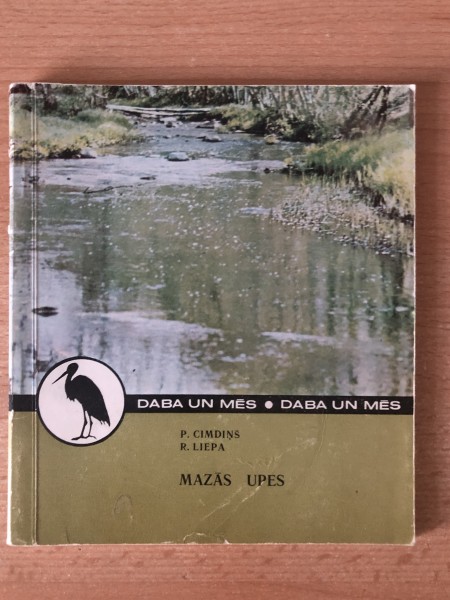 DABA UN MĒS ● DABA UN MĒS
P. CIMDIŅŠ
R. LIEPA
MAZĀS UPES